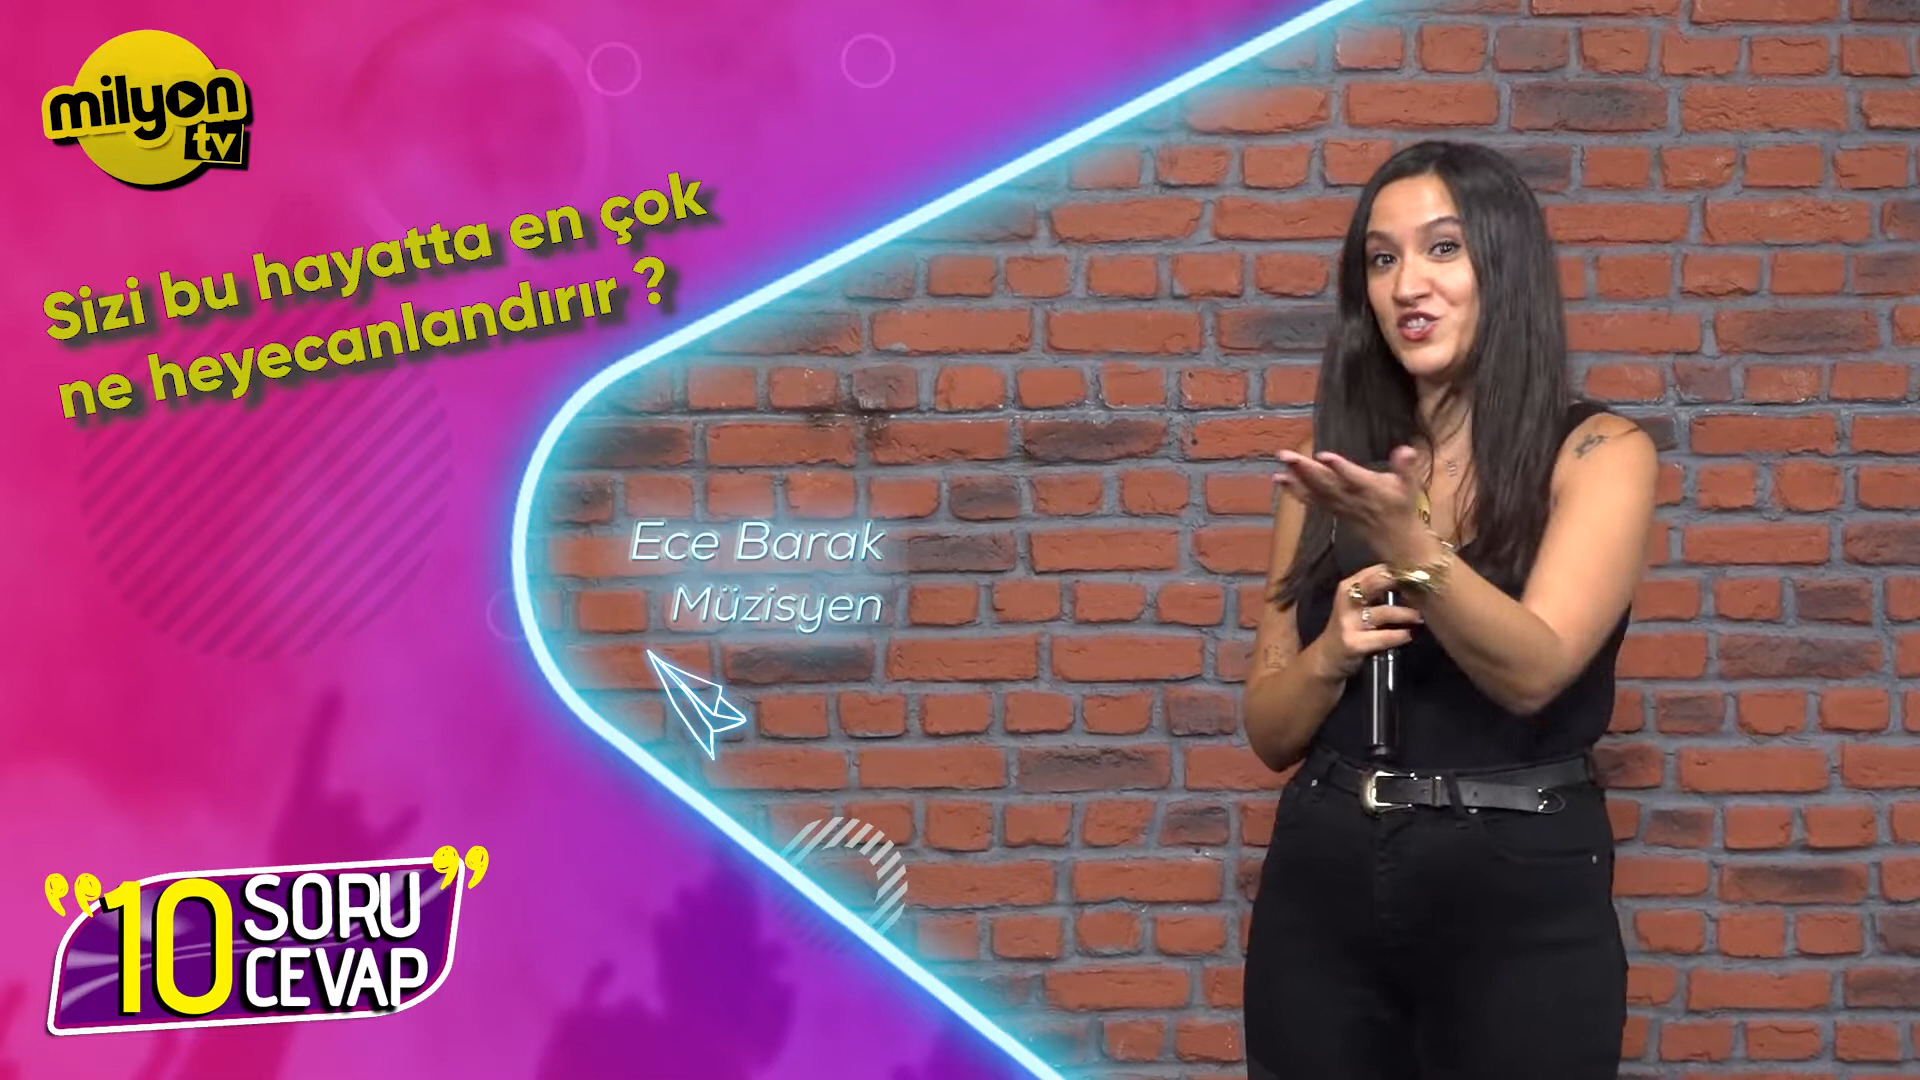 milyon
tv
Sizi bu hayatta en çok
ne heyecanlandırır ?
Ece Barak
Müzisyen
"10 SORU
CEVAP"